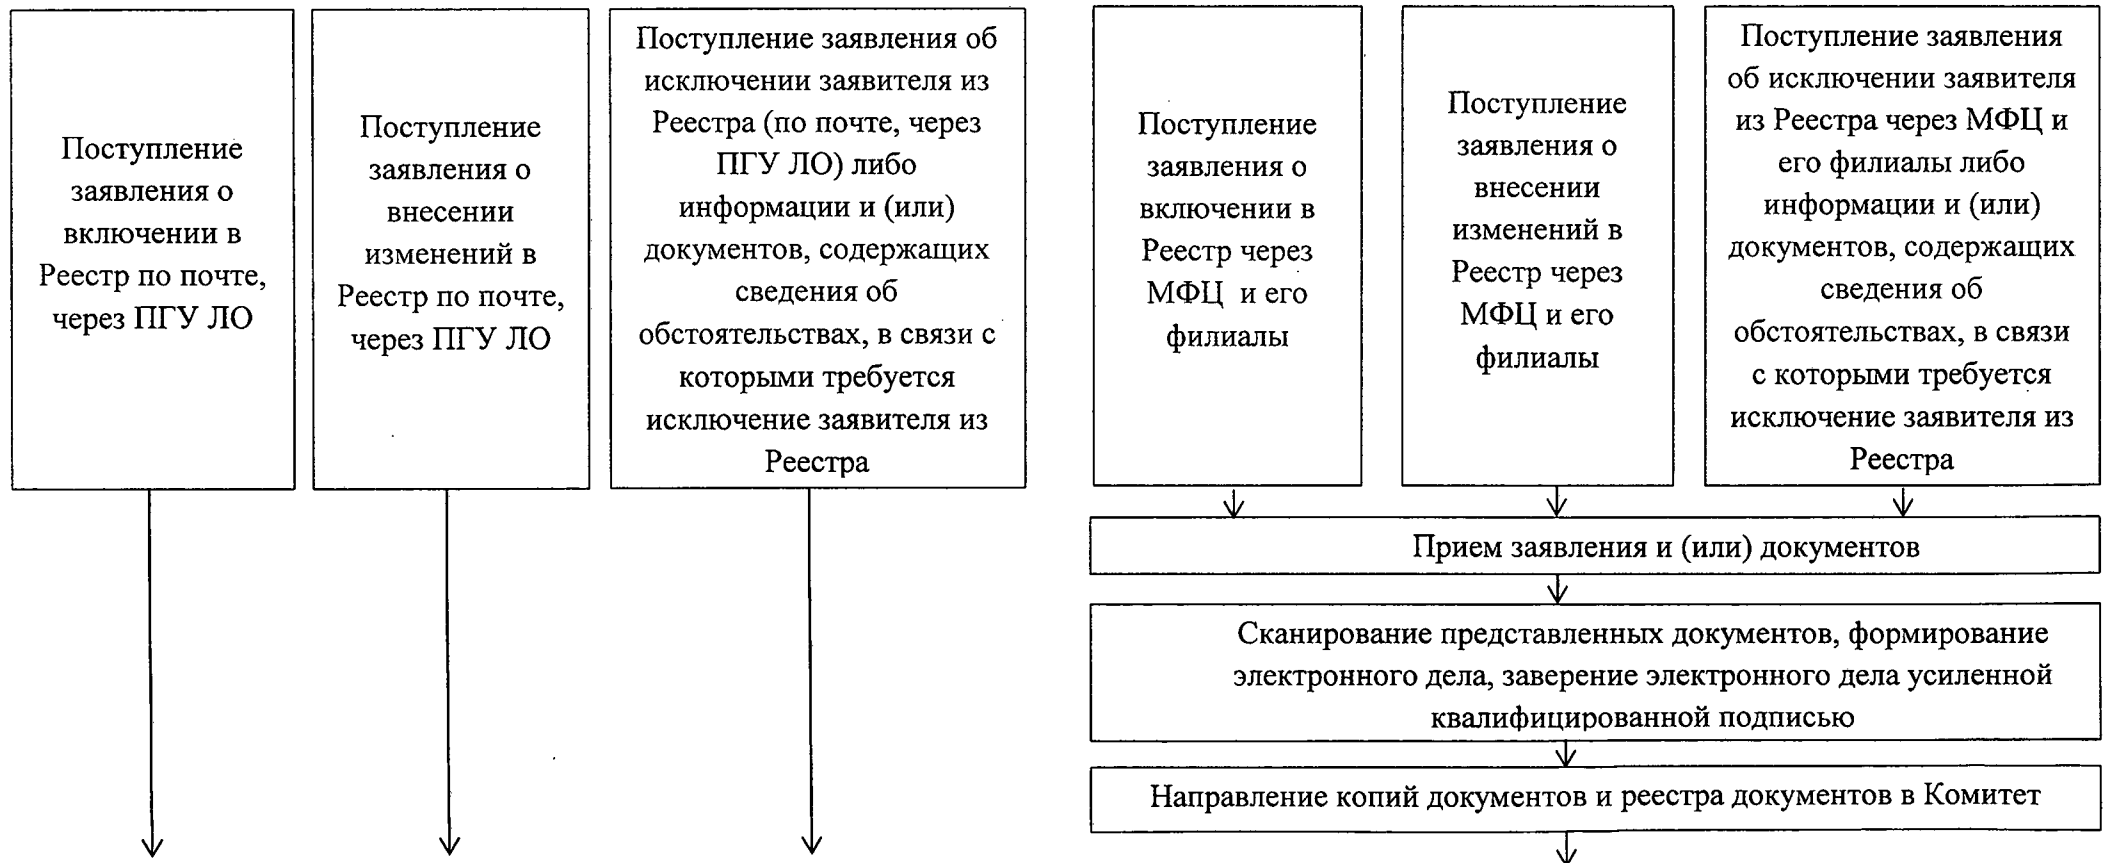 Поступление
заявления о
включении в
Реестр по почте,
через ПГУ ЛО
Поступление
заявления о
внесении
изменений в
Реестр по почте,
через ПГУ ЛО
Поступление заявления об
исключении заявителя из
Реестра (по почте, через
ПГУ ЛО) либо
информации и (или)
документов, содержащих
сведения об
обстоятельствах, в связи с
которыми требуется
исключение заявителя из
Реестра
Поступление
заявления о
включении в
Реестр через
МФЦ и его
филиалы
Поступление
заявления о
внесении
изменений в
Реестр через
МФЦ и его
филиалы
Поступление заявления
об исключении заявителя
из Реестра через МФЦ и
его филиалы либо
информации и (или)
документов, содержащих
сведения об
обстоятельствах, в связи
с которыми требуется
исключение заявителя из
Реестра
Прием заявления и (или) документов
Сканирование представленных документов, формирование
электронного дела, заверение электронного дела усиленной
квалифицированной подписью
Направление копий документов и реестра документов в Комитет